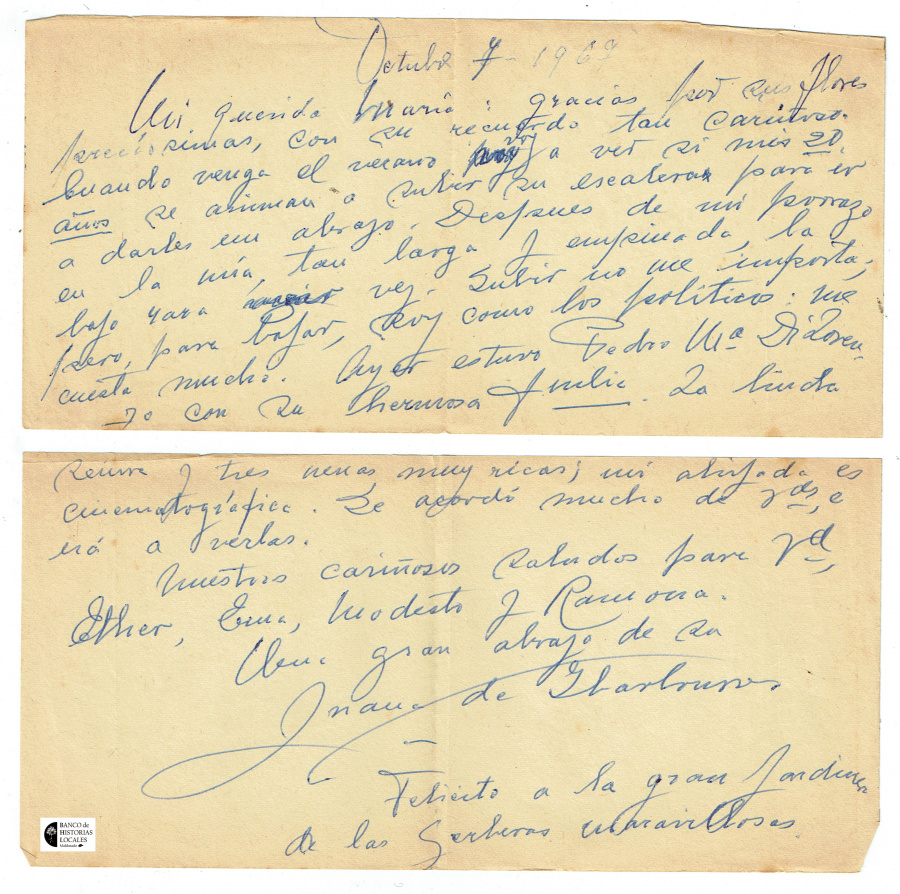 Octubre 7 - 1969
Mi querida María: gracias por sus flores
preciosísimas, con su recuerdo tan cariñoso.
Cuando venga el verano voy a ver si mis 20
años se animan a subir su escalera para ir
a darles un abrazo. Despues de mi porrazo
en la mía, tan larga y empinada, la
bajo rara vez. Subir no me importa,
pero, para bajar, soy como los políticos: me
cuesta mucho. Ayer estuvo Pedro Mª Di Loren-
zo con su hermosa Julia. La linda
y tres nenas muy ricas; mi ahijada es
cinematográfica. Se acordó mucho de Vds, e
irá a verlas.
Nuestros cariñosos saludos para Vd,
Esther, Ema, Modesto y Ramona.
Un gran abrazo de su
Juana de Ibarbourou
Felicito a la gran Jardinera
de las Gerberas maravillosas
BANCO de
HISTORIAS
LOCALES
Maldonado